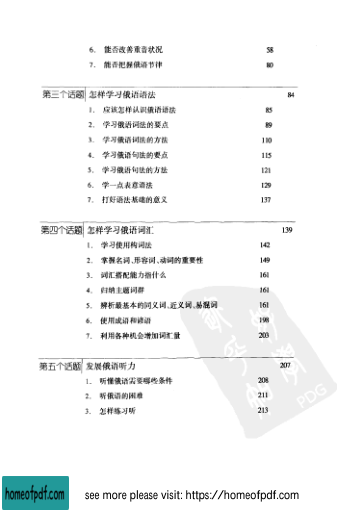 6. 能否改善重音状况 58
7. 能否把握俄语节律 80
第三个话题 怎样学习俄语语法 84
1. 应该怎样认识俄语语法 85
2. 学习俄语词法的要点 89
3. 学习俄语词法的方法 110
4. 学习俄语句法的要点 115
5. 学习俄语句法的方法 121
6. 学一点表意语法 129
7. 打好语法基础的意义 137
第四个话题 怎样学习俄语词汇 139
1. 学习使用构词法 142
2. 掌握名词、形容词、动词的重要性 149
3. 词汇搭配能力指什么 161
4. 归纳主题词群 161
5. 辨析最基本的同义词、近义词、易混词 161
6. 使用成语和谚语 198
7. 利用各种机会增加词汇量 203
第五个话题 发展俄语听力 207
1. 听懂俄语需要哪些条件 208
2. 听俄语的困难 211
3. 怎样练习听 213
PDG
homeofpdf.com
see more please visit: https://homeofpdf.com